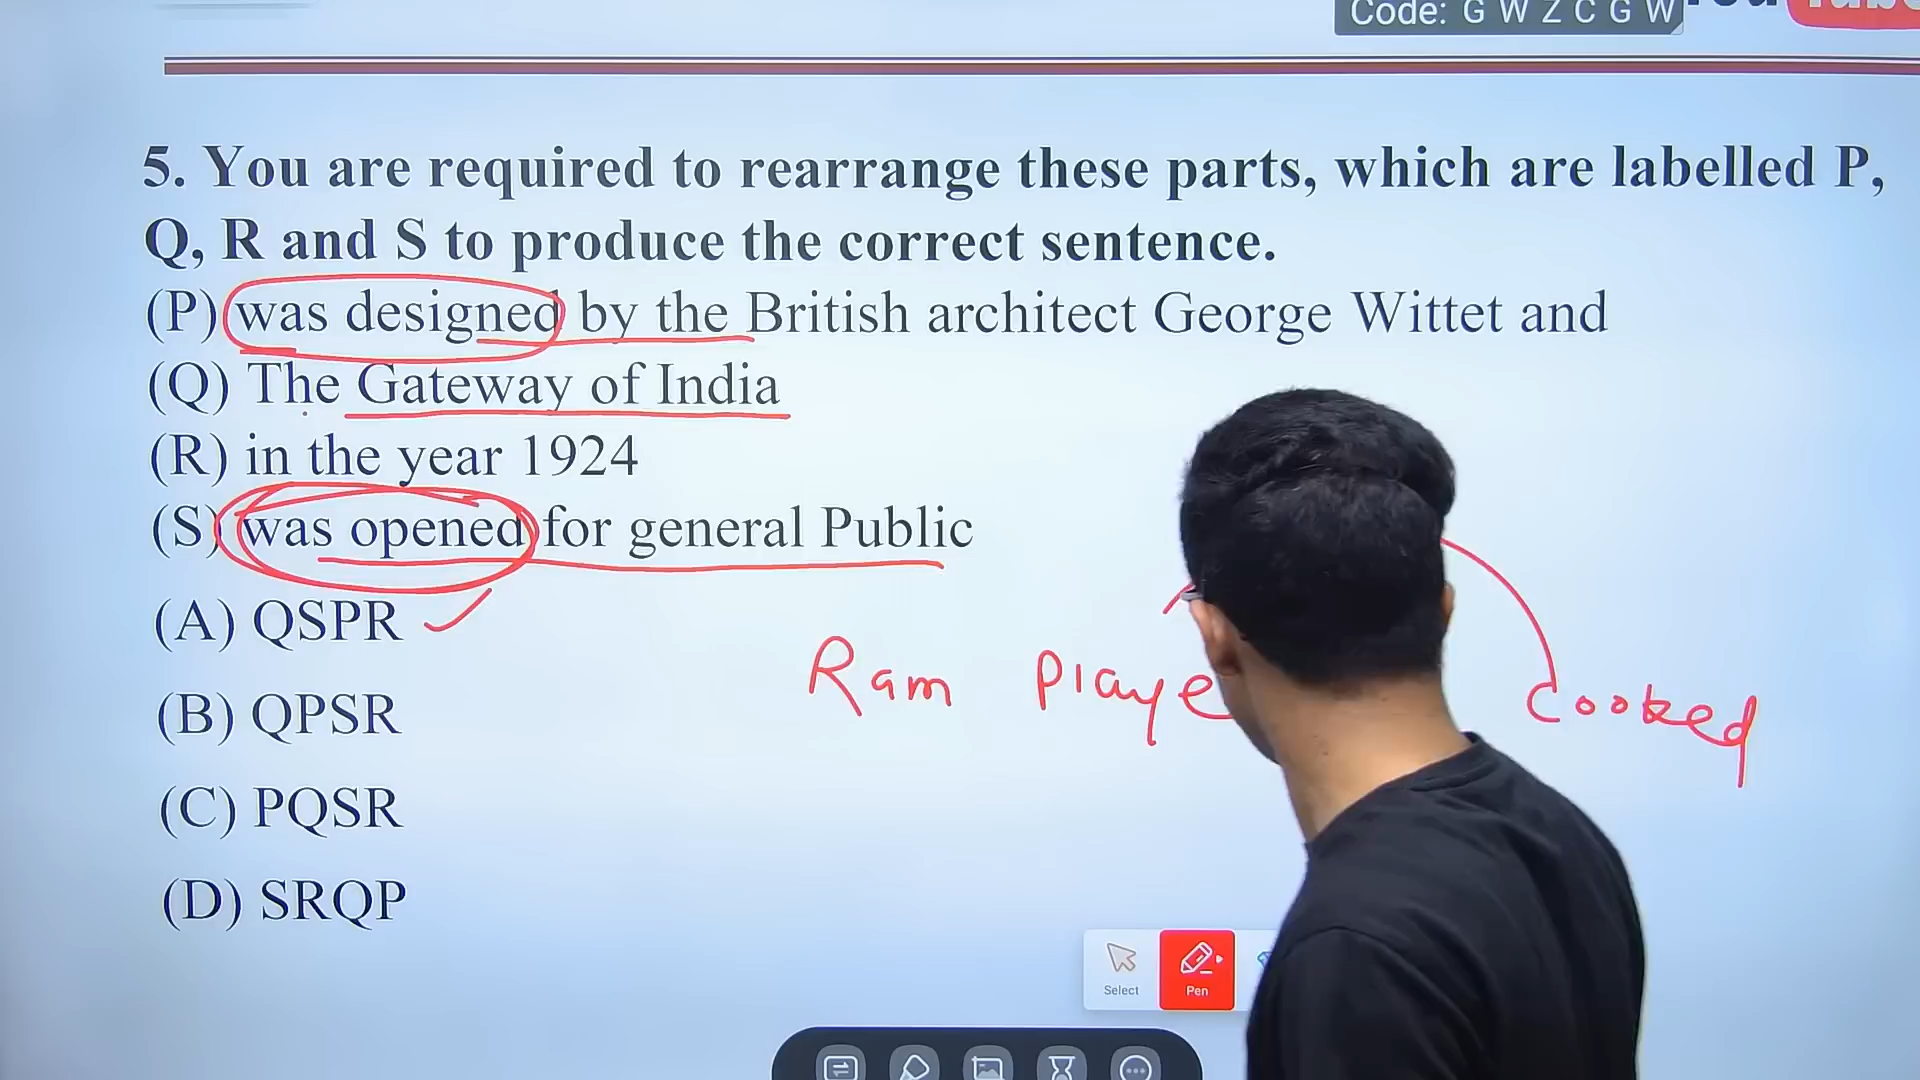 Code: G W Z C G W
5. You are required to rearrange these parts, which are labelled P,
Q, R and S to produce the correct sentence.
(P) was designed by the British architect George Wittet and
(Q) The Gateway of India
(R) in the year 1924
(S) was opened for general Public
(A) QSPR
(B) QPSR
(C) PQSR
(D) SRQP
Ram Playe cooked
Select Pen